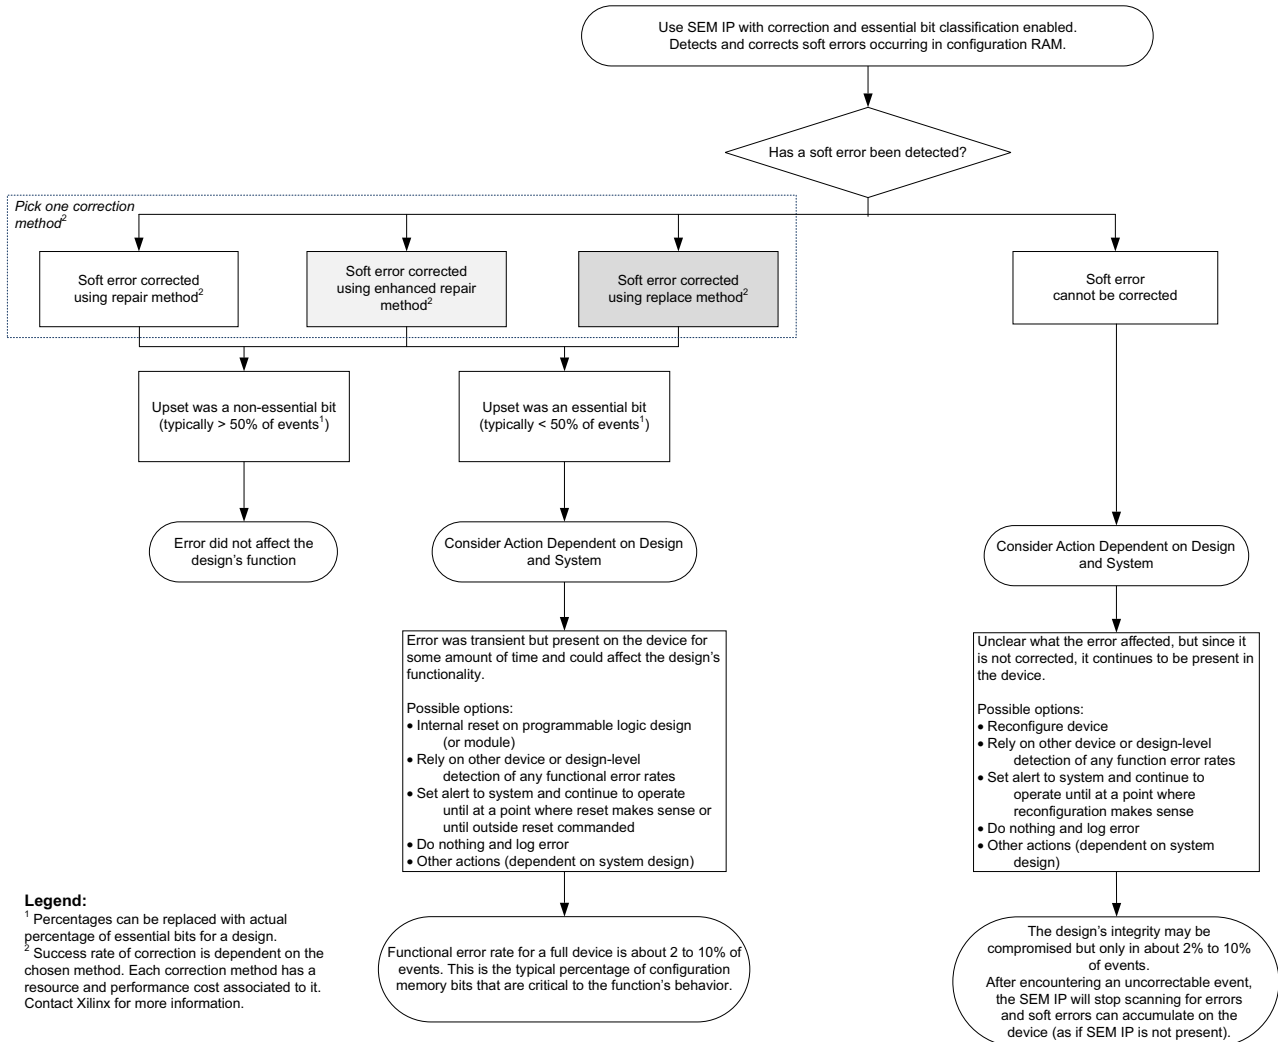 Use SEM IP with correction and essential bit classification enabled.
Detects and corrects soft errors occurring in configuration RAM.
Has a soft error been detected?
Pick one correction
method²
Soft error corrected
using repair method²
Soft error corrected
using enhanced repair
method²
Soft error corrected
using replace method²
Soft error
cannot be corrected
Upset was a non-essential bit
(typically > 50% of events¹)
Upset was an essential bit
(typically < 50% of events¹)
Error did not affect the
design’s function
Consider Action Dependent on Design
and System
Consider Action Dependent on Design
and System
Error was transient but present on the device for
some amount of time and could affect the design’s
functionality.
Possible options:
• Internal reset on programmable logic design
(or module)
• Rely on other device or design-level
detection of any functional error rates
• Set alert to system and continue to operate
until at a point where reset makes sense or
until outside reset commanded
• Do nothing and log error
• Other actions (dependent on system design)
Unclear what the error affected, but since it
is not corrected, it continues to be present in
the device.
Possible options:
• Reconfigure device
• Rely on other device or design-level
detection of any function error rates
• Set alert to system and continue to
operate until at a point where
reconfiguration makes sense
• Do nothing and log error
• Other actions (dependent on system
design)
Legend:
¹ Percentages can be replaced with actual
percentage of essential bits for a design.
² Success rate of correction is dependent on the
chosen method. Each correction method has a
resource and performance cost associated to it.
Contact Xilinx for more information.
Functional error rate for a full device is about 2 to 10% of
events. This is the typical percentage of configuration
memory bits that are critical to the function’s behavior.
The design’s integrity may be
compromised but only in about 2% to 10%
of events.
After encountering an uncorrectable event,
the SEM IP will stop scanning for errors
and soft errors can accumulate on the
device (as if SEM IP is not present).